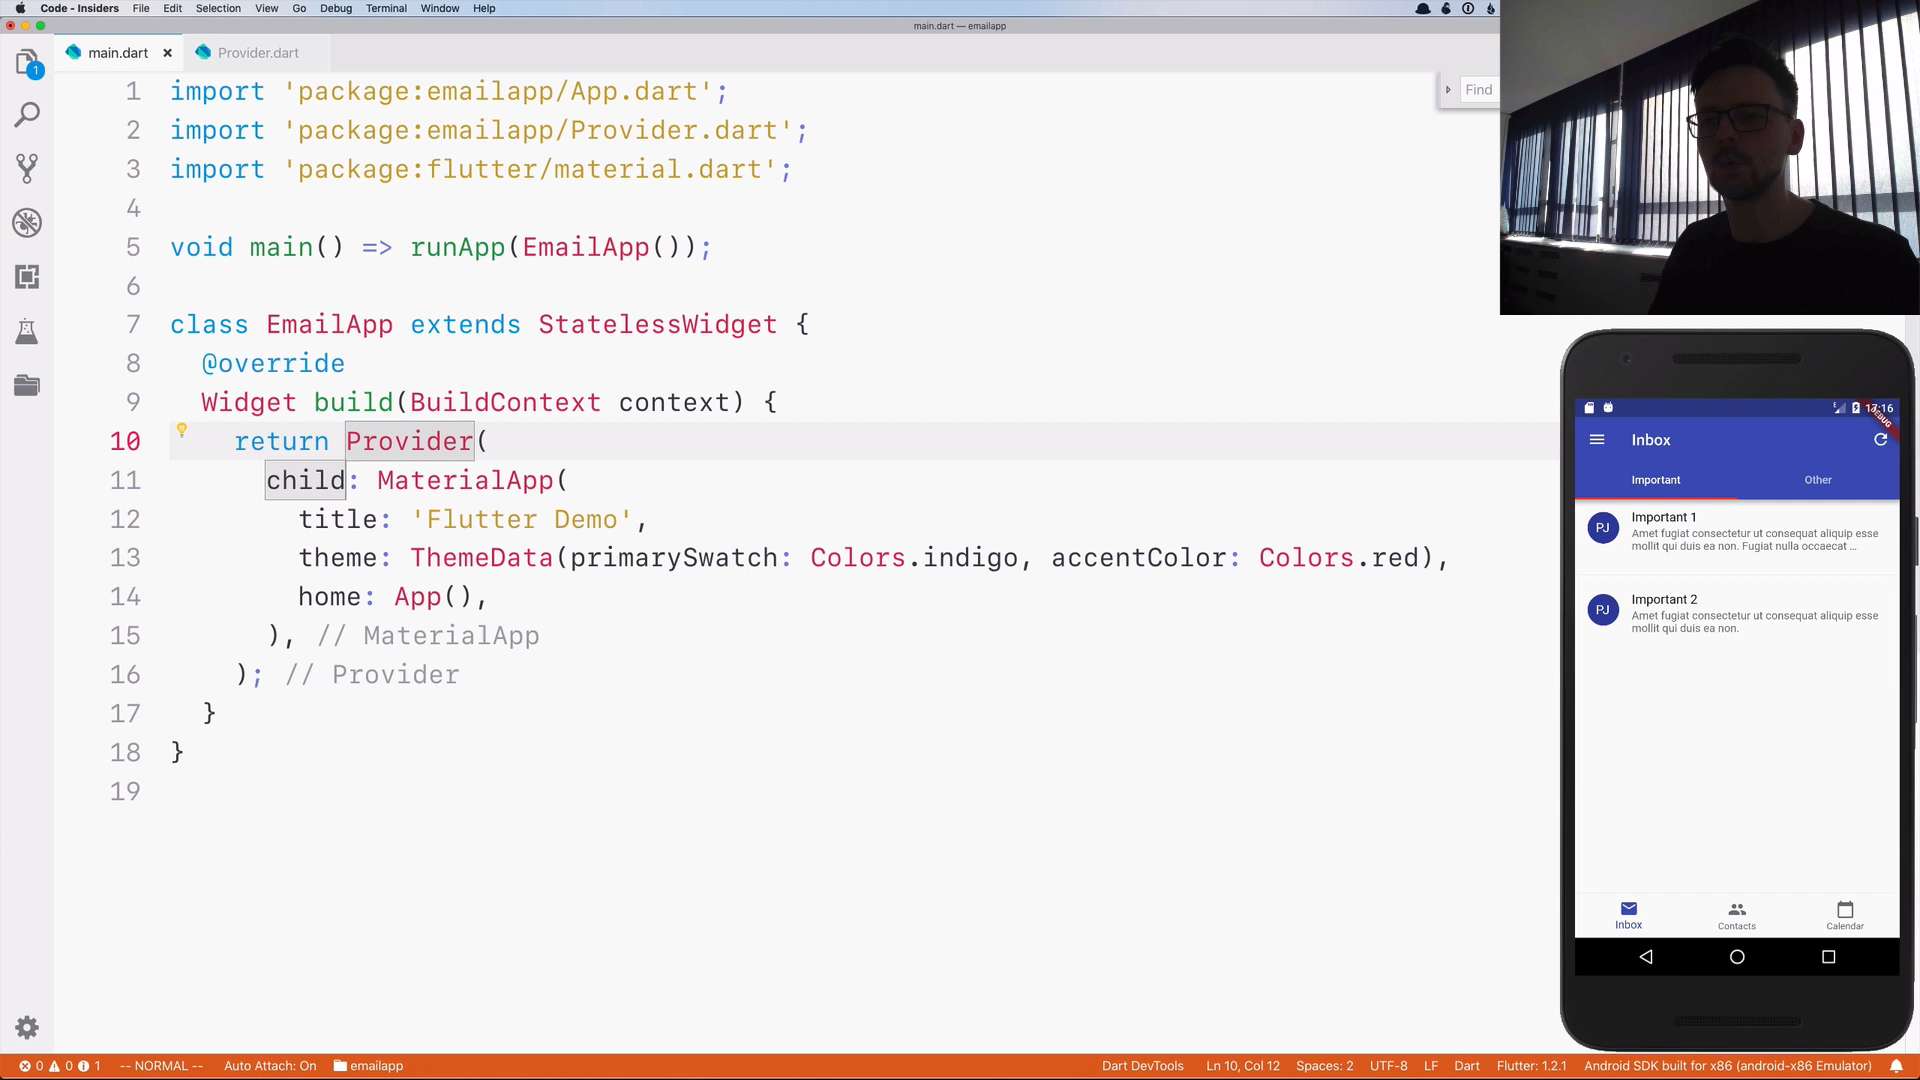 Code - Insiders File Edit Selection View Go Debug Terminal Window Help
main.dart — emailapp
main.dart Provider.dart
1
Find
1 import 'package:emailapp/App.dart';
2 import 'package:emailapp/Provider.dart';
3 import 'package:flutter/material.dart';
4
5 void main() => runApp(EmailApp());
6
7 class EmailApp extends StatelessWidget {
8 @override
9 Widget build(BuildContext context) {
10 return Provider(
11 child: MaterialApp(
12 title: 'Flutter Demo',
13 theme: ThemeData(primarySwatch: Colors.indigo, accentColor: Colors.red),
14 home: App(),
15 ), // MaterialApp
16 ); // Provider
17 }
18 }
19
17:16
DEBUG
Inbox
Important Other
PJ
Important 1
Amet fugiat consectetur ut consequat aliquip esse
mollit qui duis ea non. Fugiat nulla occaecat ...
PJ
Important 2
Amet fugiat consectetur ut consequat aliquip esse
mollit qui duis ea non.
Inbox Contacts Calendar
0 0 1 -- NORMAL -- Auto Attach: On emailapp Dart DevTools Ln 10, Col 12 Spaces: 2 UTF-8 LF Dart Flutter: 1.2.1 Android SDK built for x86 (android-x86 Emulator)